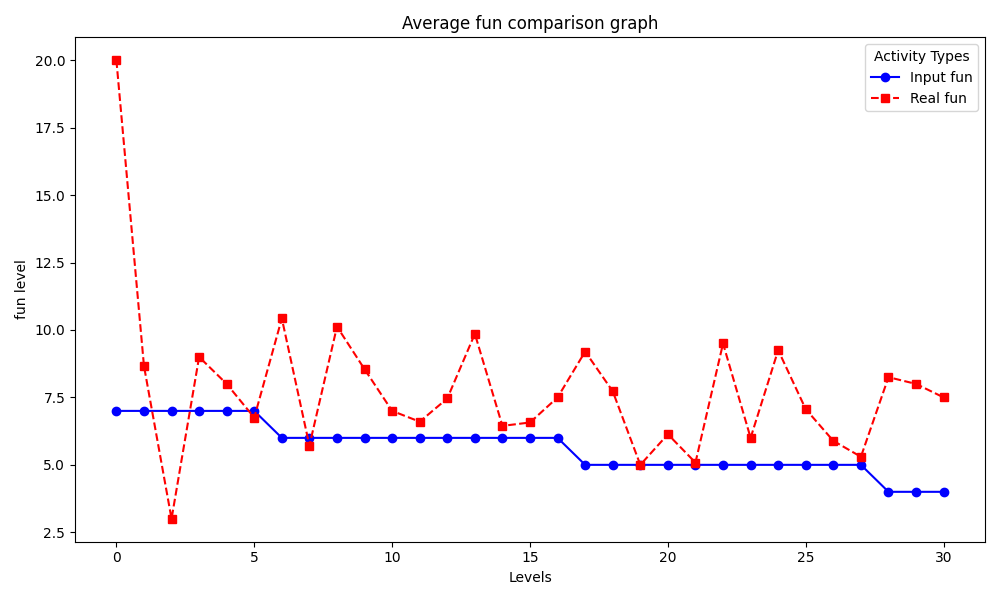 Average fun comparison graph
Activity Types
Input fun
Real fun
fun level
20.0
17.5
15.0
12.5
10.0
7.5
5.0
2.5
0 5 10 15 20 25 30
Levels